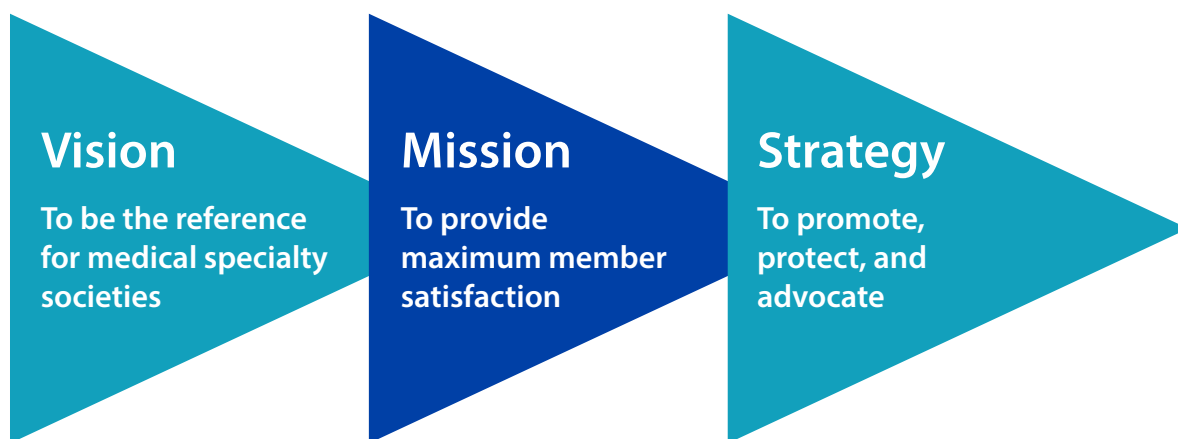 Vision
To be the reference
for medical specialty
societies
Mission
To provide
maximum member
satisfaction
Strategy
To promote,
protect, and
advocate